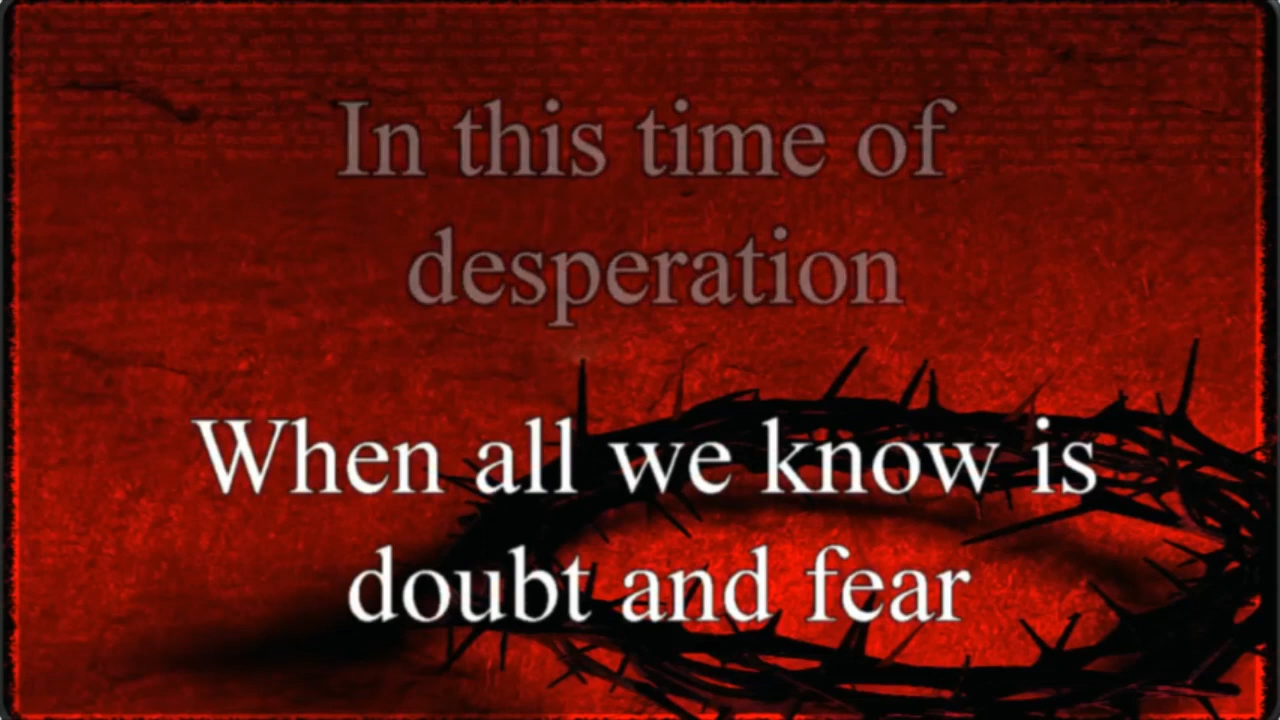 In this time of
desperation
When all we know is
doubt and fear